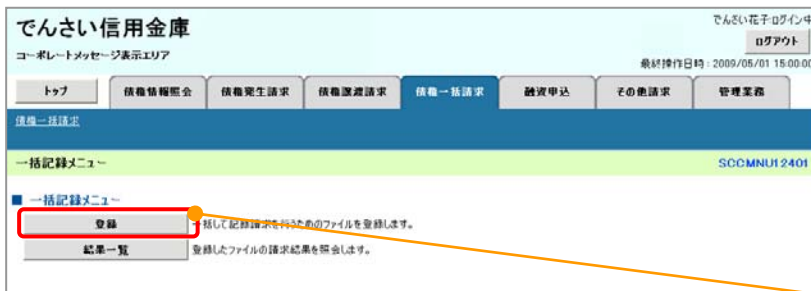 でんさい信用金庫
コーポレートメッセージ表示エリア
でんさい花子ログイン中
ログアウト
最終操作日時：2009/05/01 15:00:00
トップ 債権情報照会 債権発生請求 債権譲渡請求 債権一括請求 融資申込 その他請求 管理業務
債権一括請求
一括記録メニュー SCCMNU12401
■ 一括記録メニュー
登録 一括して記録請求を行うためのファイルを登録します。
結果一覧 登録したファイルの請求結果を照会します。